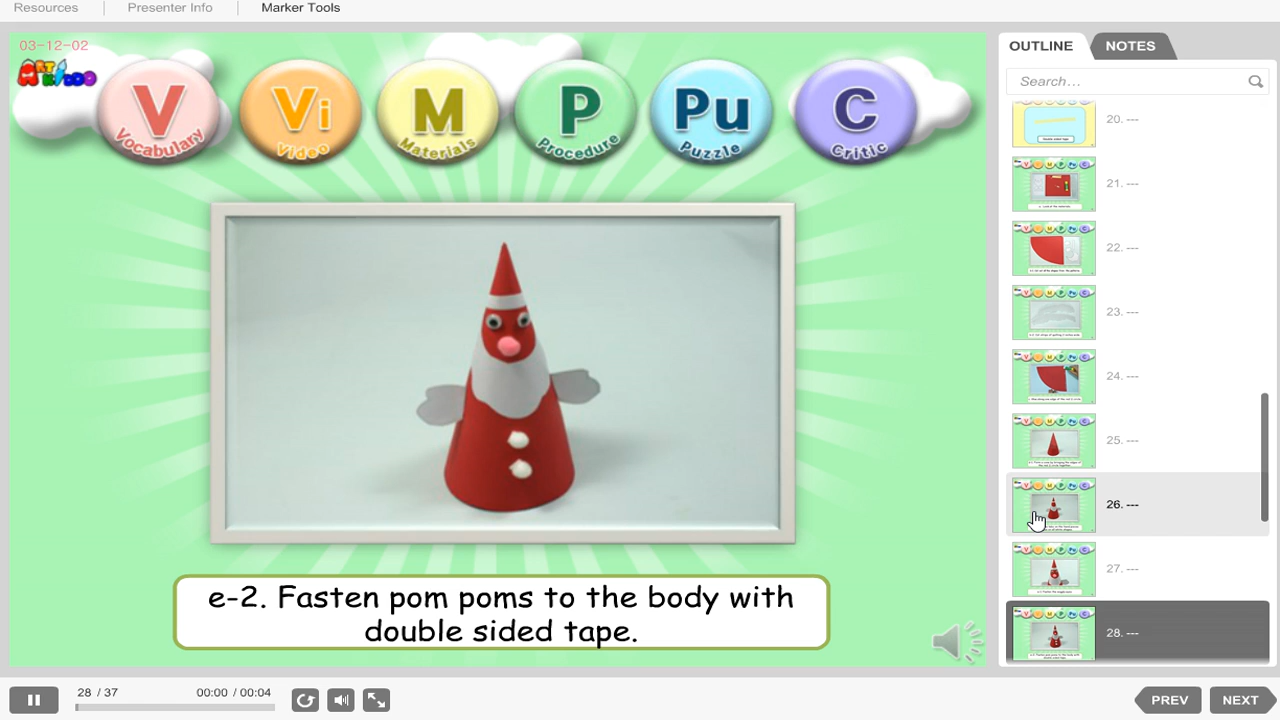 Resources
Presenter Info
Marker Tools
03-12-02
ART KIDOO
V
Vocabulary
Vi
Video
M
Materials
P
Procedure
Pu
Puzzle
C
Critic
e-2. Fasten pom poms to the body with
double sided tape.
OUTLINE
NOTES
Search...
20. ---
21. ---
22. ---
23. ---
24. ---
25. ---
26. ---
27. ---
28. ---
28 / 37
00:00 / 00:04
PREV
NEXT